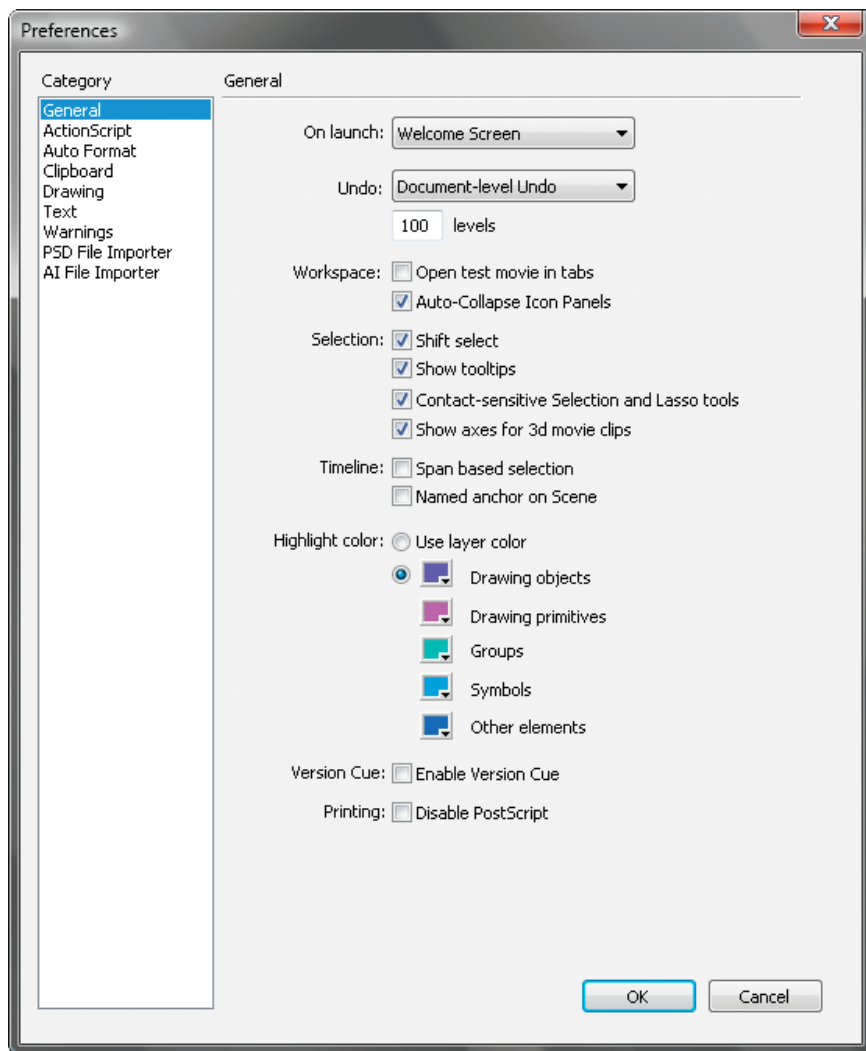 Preferences
Category
General
ActionScript
Auto Format
Clipboard
Drawing
Text
Warnings
PSD File Importer
AI File Importer
General
On launch: Welcome Screen
Undo: Document-level Undo
100 levels
Workspace: Open test movie in tabs
Auto-Collapse Icon Panels
Selection: Shift select
Show tooltips
Contact-sensitive Selection and Lasso tools
Show axes for 3d movie clips
Timeline: Span based selection
Named anchor on Scene
Highlight color: Use layer color
Drawing objects
Drawing primitives
Groups
Symbols
Other elements
Version Cue: Enable Version Cue
Printing: Disable PostScript
OK Cancel